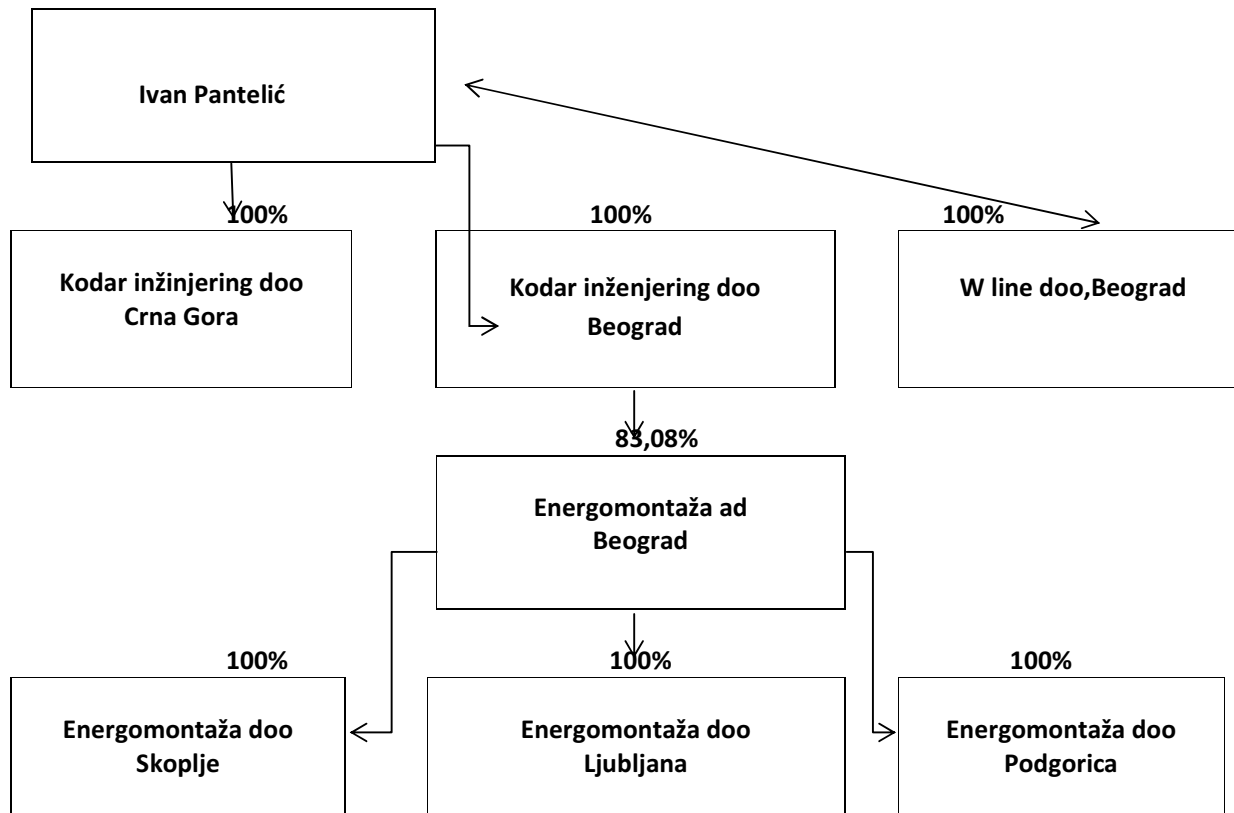 Ivan Pantelić
100%
100%
100%
Kodar inžinjering doo
Crna Gora
Kodar inženjering doo
Beograd
W line doo,Beograd
83,08%
Energomontaža ad
Beograd
100%
100%
100%
Energomontaža doo
Skoplje
Energomontaža doo
Ljubljana
Energomontaža doo
Podgorica